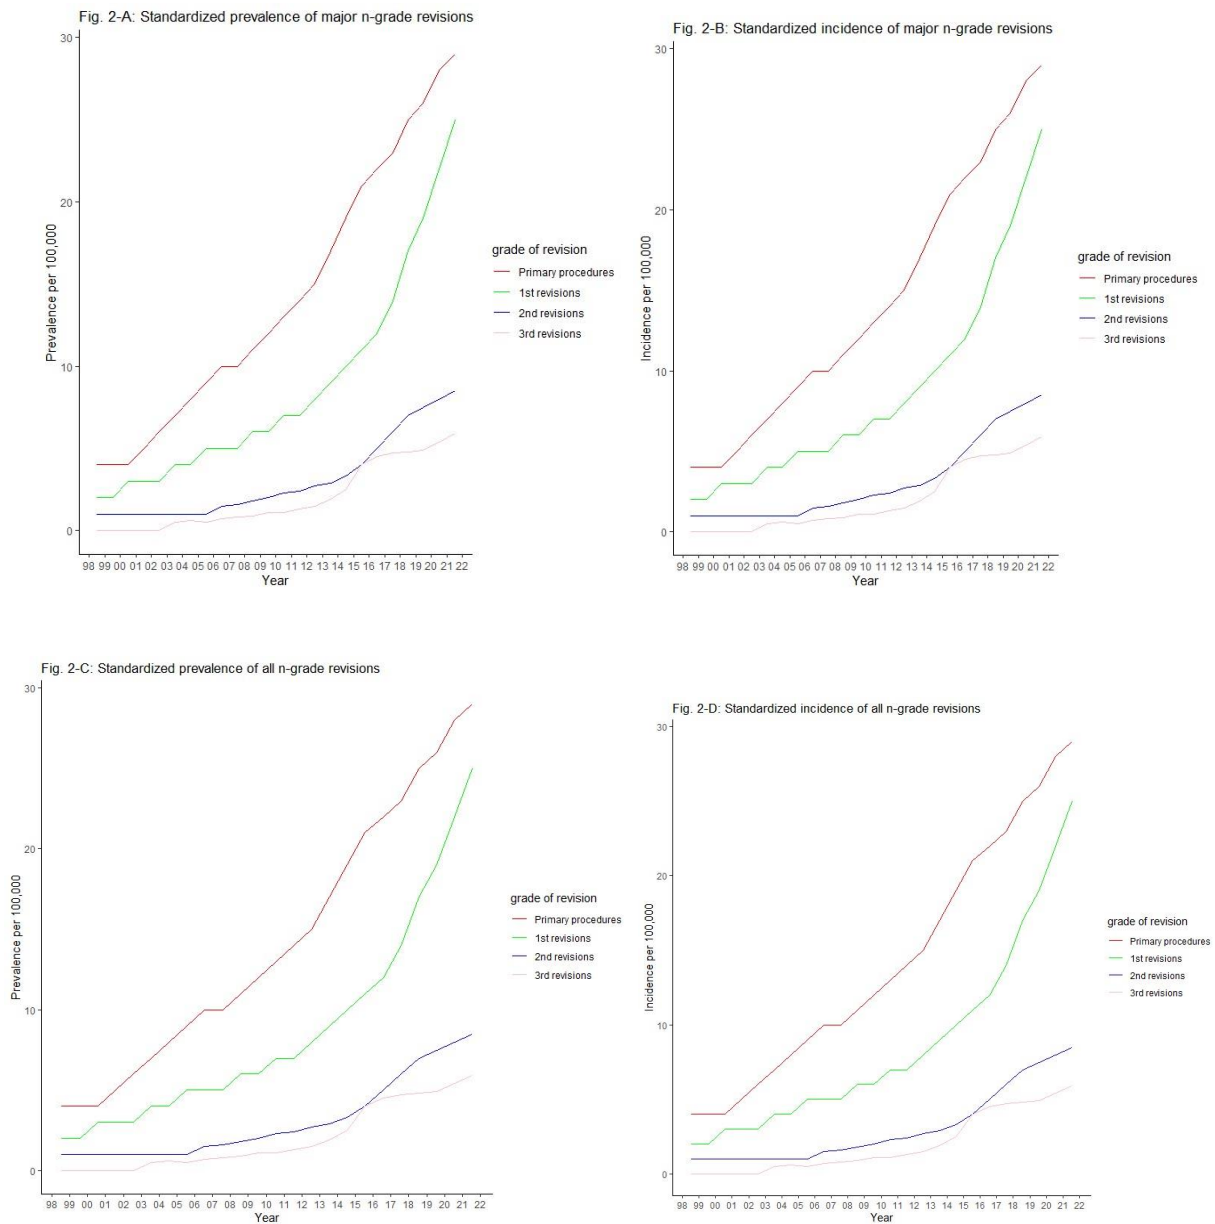 Fig. 2-A: Standardized prevalence of major n-grade revisions
30
20
10
0
Prevalence per 100,000
98 99 00 01 02 03 04 05 06 07 08 09 10 11 12 13 14 15 16 17 18 19 20 21 22
Year
grade of revision
Primary procedures
1st revisions
2nd revisions
3rd revisions
Fig. 2-B: Standardized incidence of major n-grade revisions
30
20
10
0
Incidence per 100,000
98 99 00 01 02 03 04 05 06 07 08 09 10 11 12 13 14 15 16 17 18 19 20 21 22
Year
grade of revision
Primary procedures
1st revisions
2nd revisions
3rd revisions
Fig. 2-C: Standardized prevalence of all n-grade revisions
30
20
10
0
Prevalence per 100,000
98 99 00 01 02 03 04 05 06 07 08 09 10 11 12 13 14 15 16 17 18 19 20 21 22
Year
grade of revision
Primary procedures
1st revisions
2nd revisions
3rd revisions
Fig. 2-D: Standardized incidence of all n-grade revisions
30
20
10
0
Incidence per 100,000
98 99 00 01 02 03 04 05 06 07 08 09 10 11 12 13 14 15 16 17 18 19 20 21 22
Year
grade of revision
Primary procedures
1st revisions
2nd revisions
3rd revisions